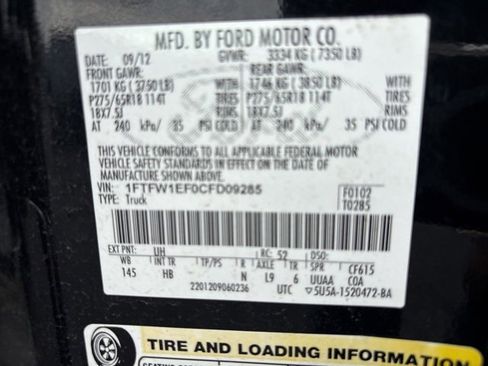 MFD. BY FORD MOTOR CO.
DATE: 09/12 GVWR: 3334 KG (7350 LB)
FRONT GAWR: REAR GAWR:
1701 KG (3750 LB) 1746 KG (3850 LB)
P275/65R18 114T TIRES P275/65R18 114T TIRES
18X7.5J RIMS 18X7.5J RIMS
AT 240 kPa/ 35 PSI COLD AT 240 kPa/ 35 PSI COLD
THIS VEHICLE CONFORMS TO ALL APPLICABLE FEDERAL MOTOR
VEHICLE SAFETY STANDARDS IN EFFECT ON THE DATE OF
MANUFACTURE SHOWN ABOVE.
VIN: 1FTFW1EF0CFD09285 F0102
TYPE: Truck T0285
EXT PNT: UH RC: 52 DSO:
WB INT TR TP/PS R AXLE TR SPR CF615
145 HB N L9 6 UUAA COA
2201209060236 UTC 5U5A-1520472-BA
TIRE AND LOADING INFORMATION